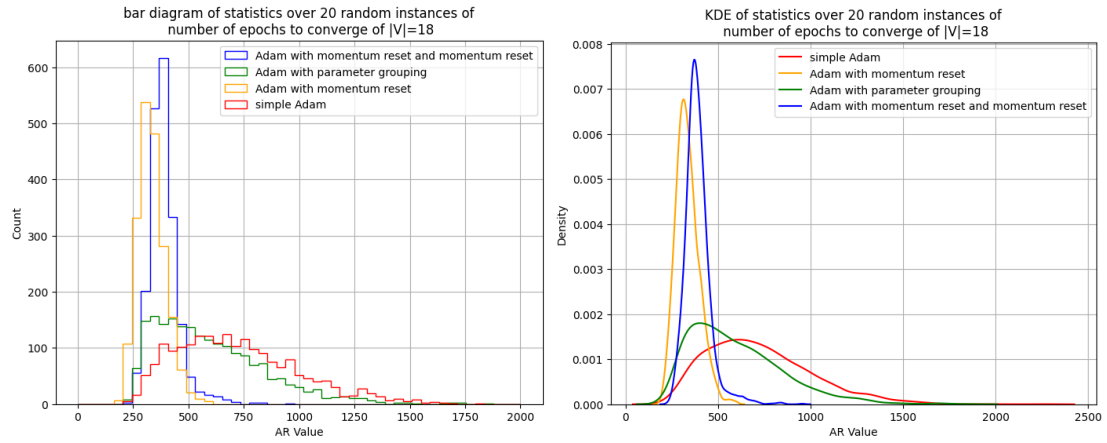 bar diagram of statistics over 20 random instances of
number of epochs to converge of |V|=18
Adam with momentum reset and momentum reset
Adam with parameter grouping
Adam with momentum reset
simple Adam
600
500
400
300
200
100
0
Count
0
250
500
750
1000
1250
1500
1750
2000
AR Value
KDE of statistics over 20 random instances of
number of epochs to converge of |V|=18
simple Adam
Adam with momentum reset
Adam with parameter grouping
Adam with momentum reset and momentum reset
0.008
0.007
0.006
0.005
0.004
0.003
0.002
0.001
0.000
Density
0
500
1000
1500
2000
2500
AR Value